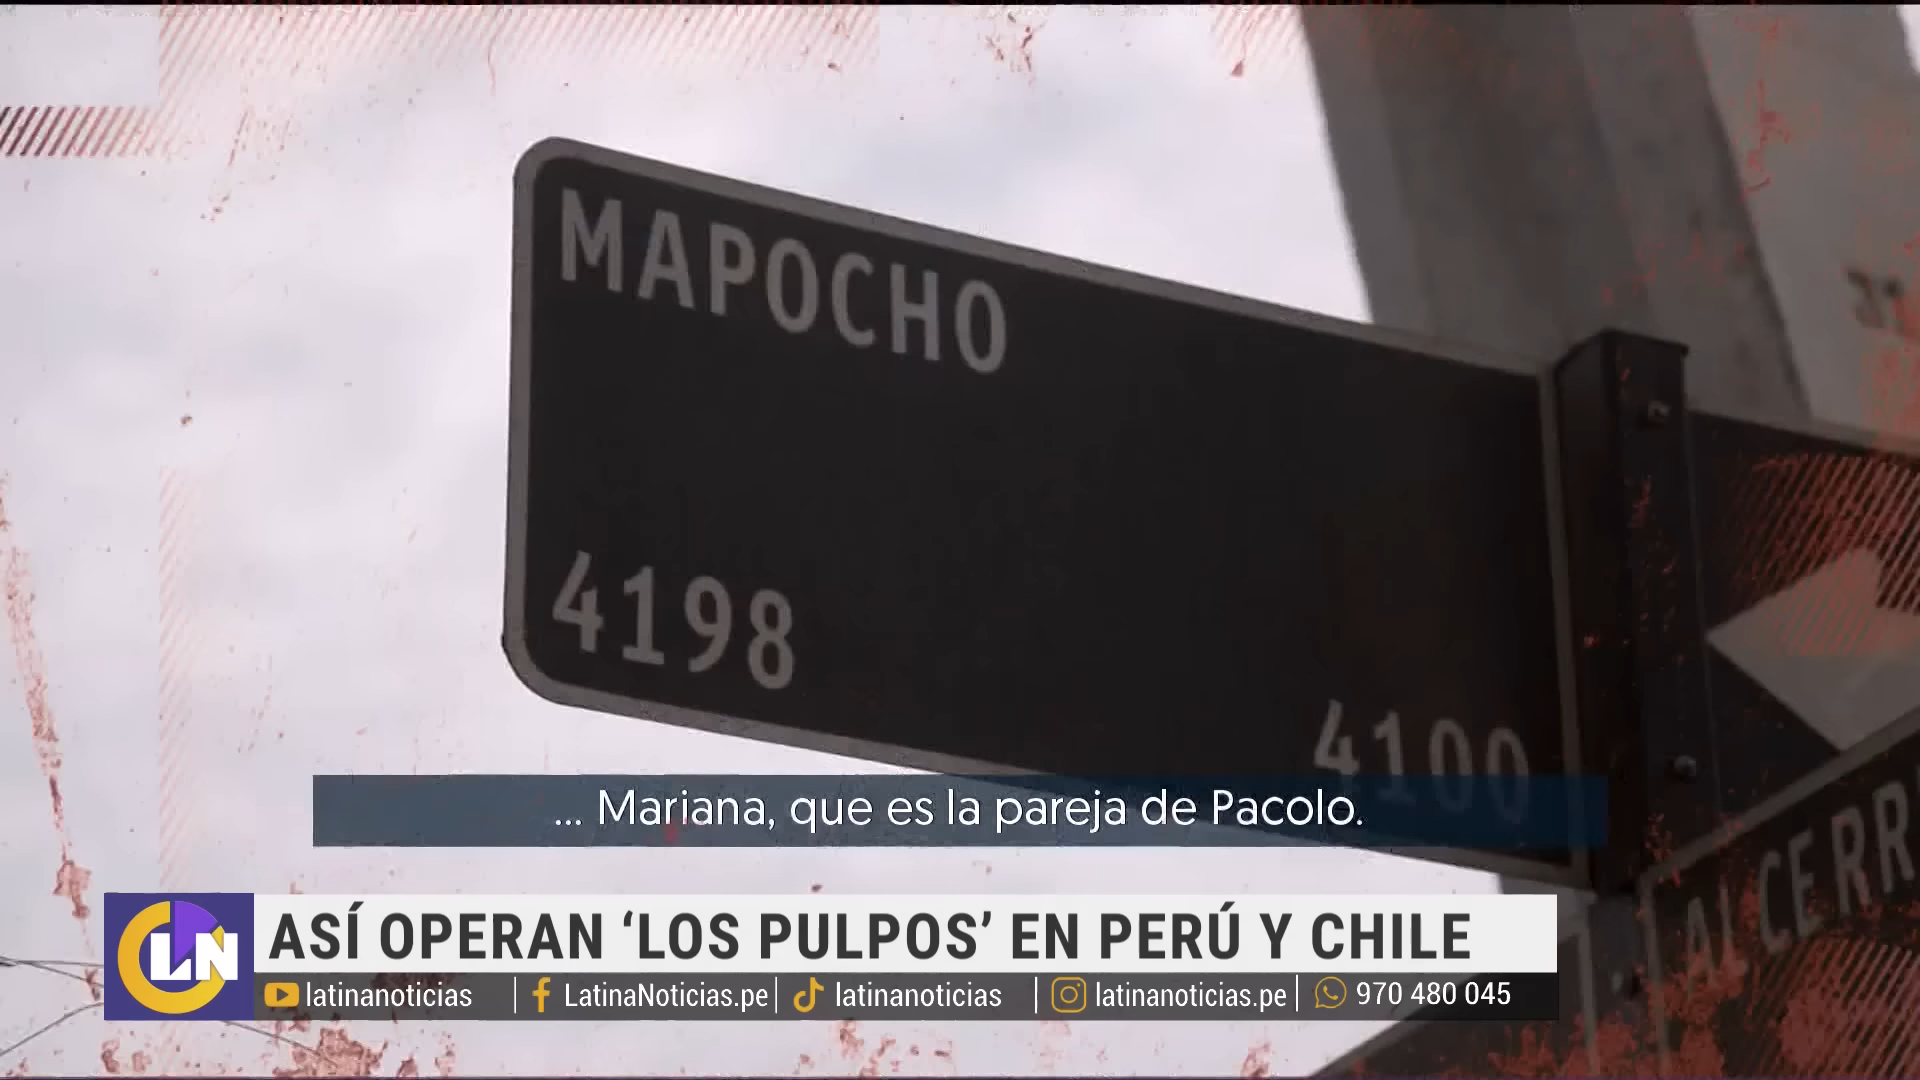 MAPOCHO
4198
4100
... Mariana, que es la pareja de Pacolo.
LN
ASÍ OPERAN ‘LOS PULPOS’ EN PERÚ Y CHILE
latinanoticias | LatinaNoticias.pe | latinanoticias | latinanoticias.pe | 970 480 045